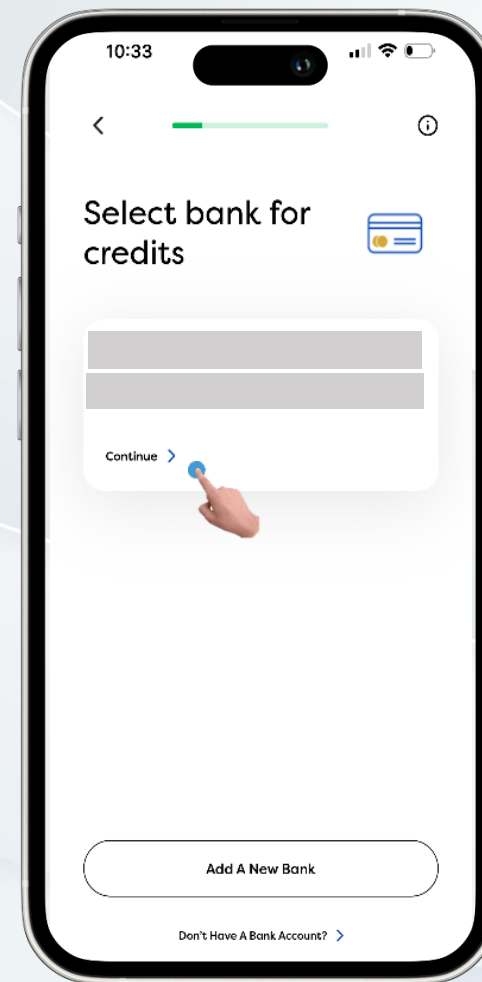 10:33
Select bank for
credits
Continue
Add A New Bank
Don't Have A Bank Account?